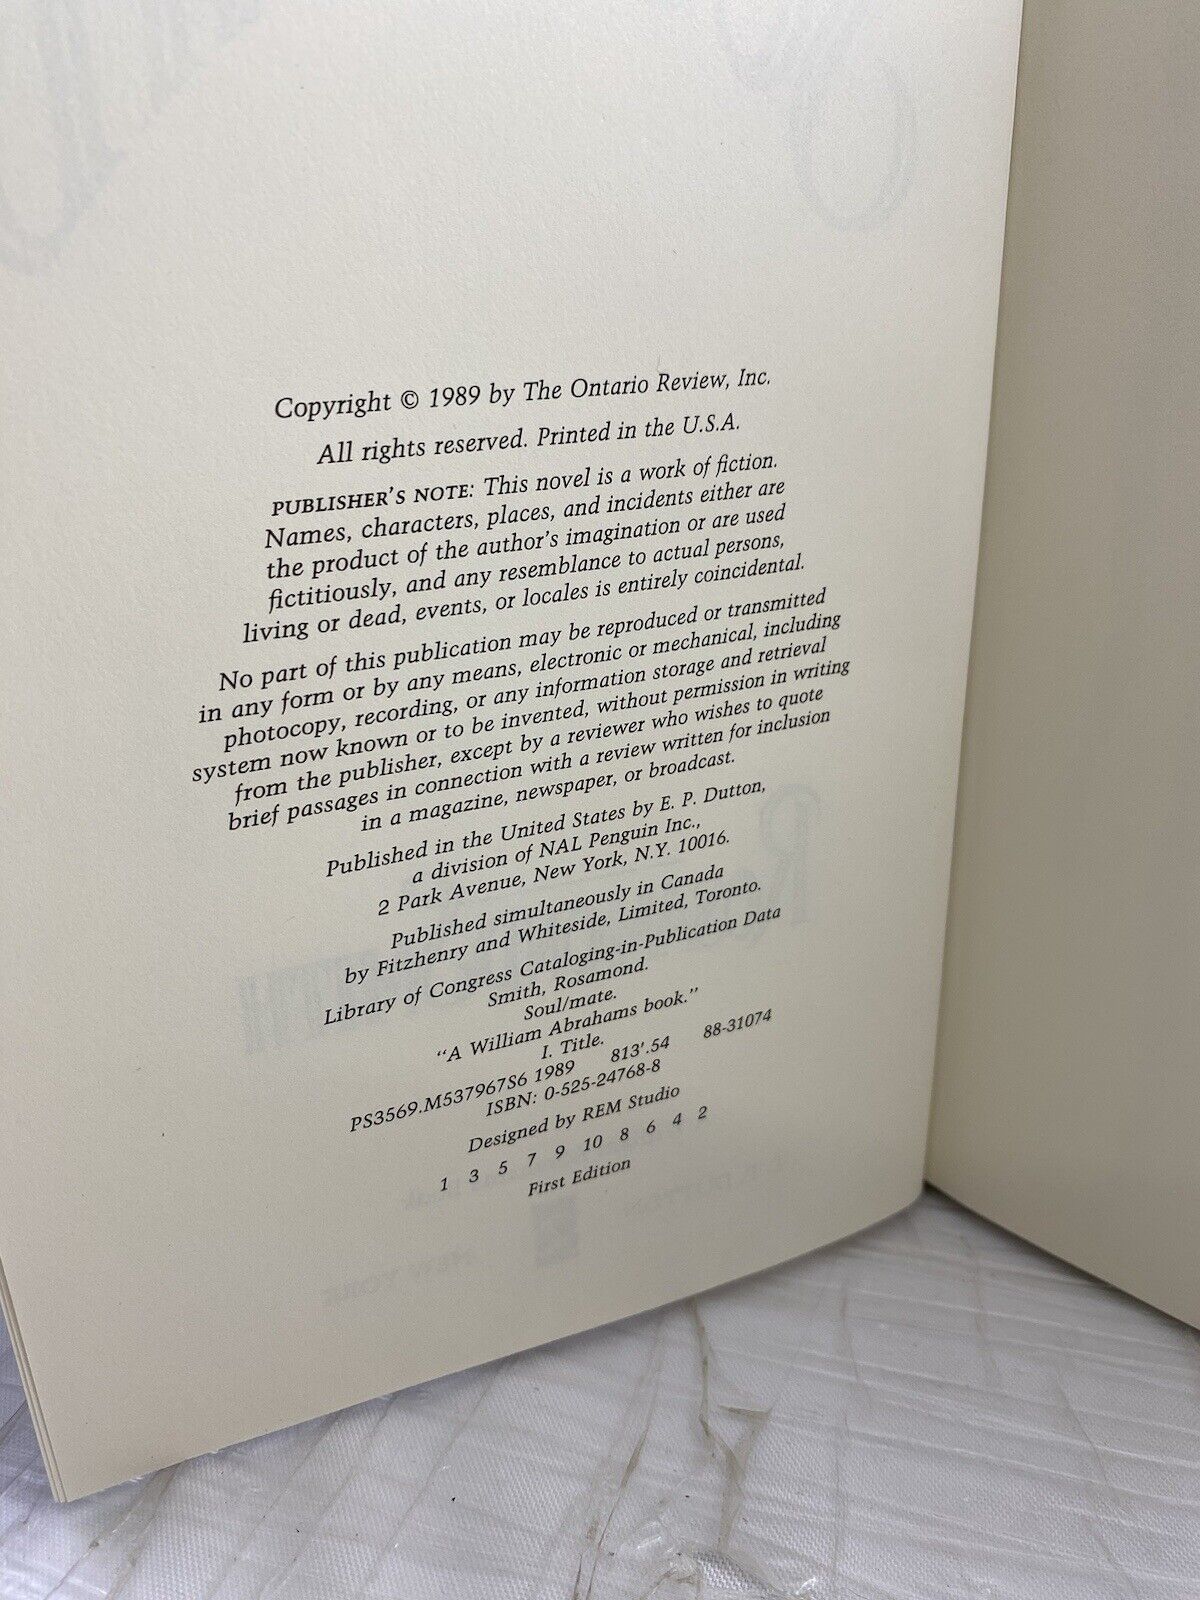 Copyright © 1989 by The Ontario Review, Inc.
All rights reserved. Printed in the U.S.A.
PUBLISHER'S NOTE: This novel is a work of fiction.
Names, characters, places, and incidents either are
the product of the author's imagination or are used
fictitiously, and any resemblance to actual persons,
living or dead, events, or locales is entirely coincidental.
No part of this publication may be reproduced or transmitted
in any form or by any means, electronic or mechanical, including
photocopy, recording, or any information storage and retrieval
system now known or to be invented, without permission in writing
from the publisher, except by a reviewer who wishes to quote
brief passages in connection with a review written for inclusion
in a magazine, newspaper, or broadcast.
Published in the United States by E. P. Dutton,
a division of NAL Penguin Inc.,
2 Park Avenue, New York, N.Y. 10016.
Published simultaneously in Canada
by Fitzhenry and Whiteside, Limited, Toronto.
Library of Congress Cataloging-in-Publication Data
Smith, Rosamond.
Soul/mate.
"A William Abrahams book."
I. Title.
PS3569.M537967S6 1989 813'.54 88-31074
ISBN: 0-525-24768-8
Designed by REM Studio
1 3 5 7 9 10 8 6 4 2
First Edition